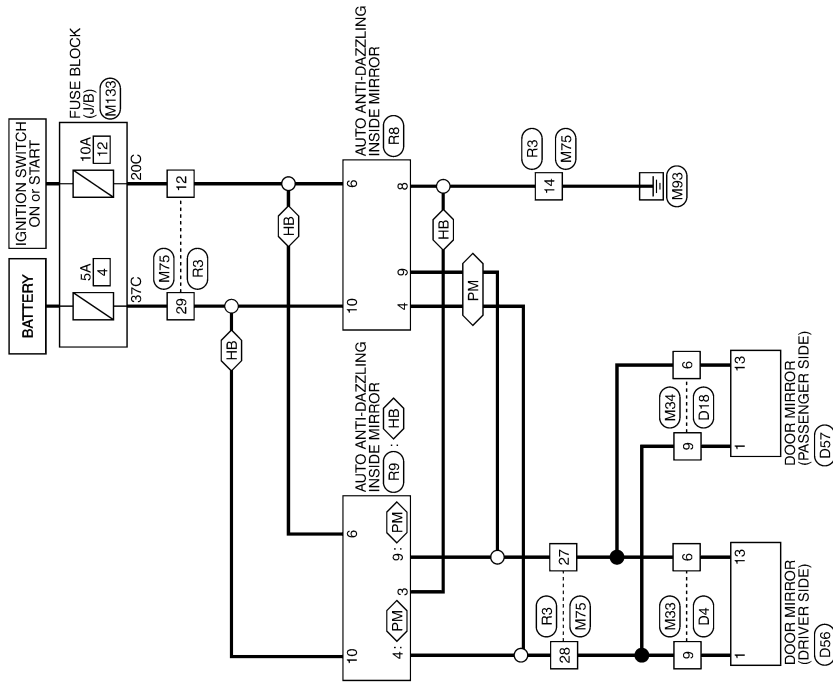 BATTERY
IGNITION SWITCH
ON or START
FUSE BLOCK
(J/B)
M133
5A
4
10A
12
37C
20C
M75
R3
29
12
HB
HB
AUTO ANTI-DAZZLING
INSIDE MIRROR
R9 : HB
AUTO ANTI-DAZZLING
INSIDE MIRROR
R8
10
6
10
6
4: PM
3
9: PM
4
9
8
PM
HB
R3
M75
14
M93
R3
M75
28
27
M33
D4
9
6
M34
D18
9
6
1
13
1
13
DOOR MIRROR
(DRIVER SIDE)
D56
DOOR MIRROR
(PASSENGER SIDE)
D57